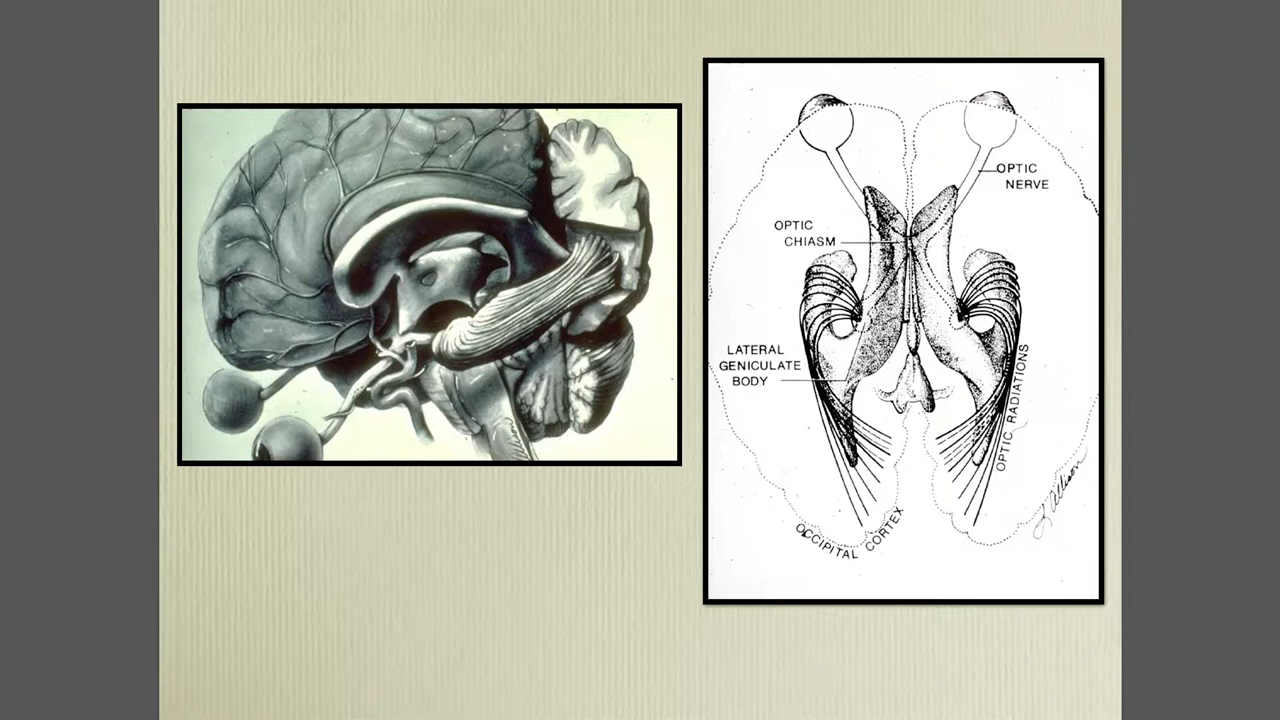 OPTIC
NERVE
OPTIC
CHIASM
LATERAL
GENICULATE
BODY
OPTIC RADIATIONS
OCCIPITAL CORTEX